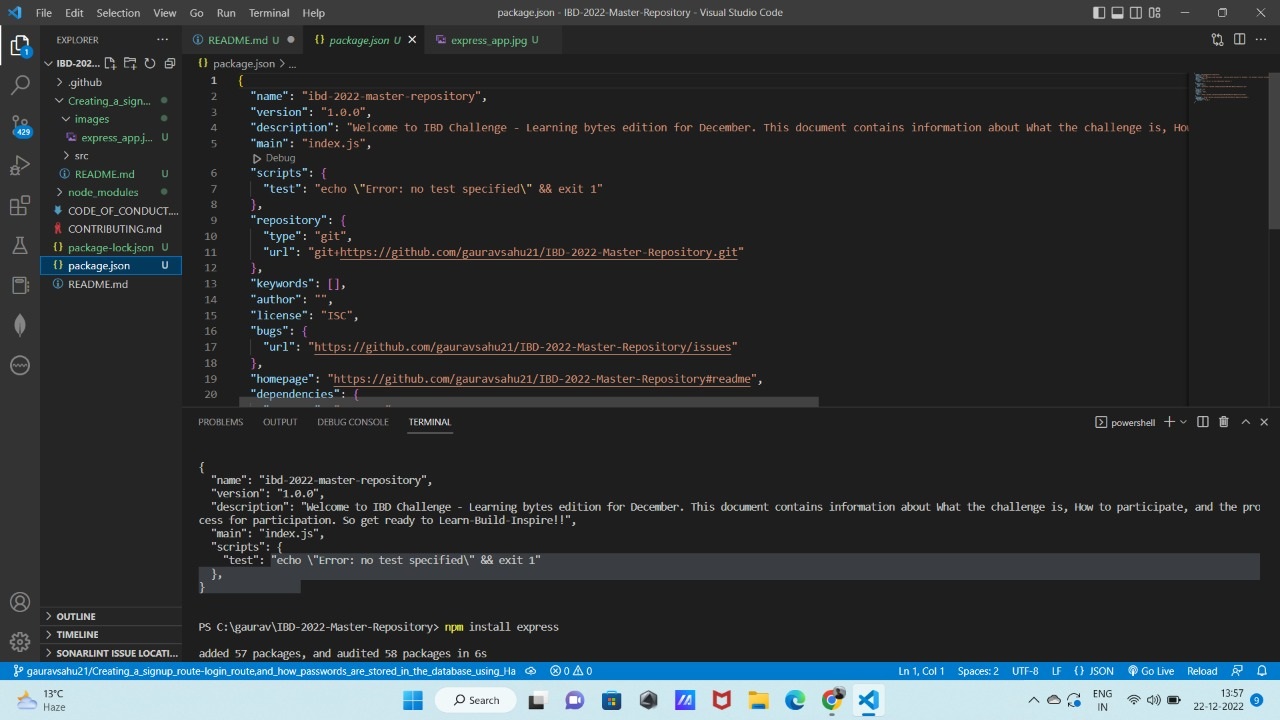 File Edit Selection View Go Run Terminal Help
package.json - IBD-2022-Master-Repository - Visual Studio Code
EXPLORER
README.md U
package.json U
express_app.jpg U
IBD-202...
.github
Creating_a_sign...
images
express_app.j... U
src
README.md U
node_modules
CODE_OF_CONDUCT....
CONTRIBUTING.md
package-lock.json U
package.json U
README.md
1
429
package.json > ...
1 {
2 "name": "ibd-2022-master-repository",
3 "version": "1.0.0",
4 "description": "Welcome to IBD Challenge - Learning bytes edition for December. This document contains information about What the challenge is, How
5 "main": "index.js",
Debug
6 "scripts": {
7 "test": "echo \"Error: no test specified\" && exit 1"
8 },
9 "repository": {
10 "type": "git",
11 "url": "git+https://github.com/gauravsahu21/IBD-2022-Master-Repository.git"
12 },
13 "keywords": [],
14 "author": "",
15 "license": "ISC",
16 "bugs": {
17 "url": "https://github.com/gauravsahu21/IBD-2022-Master-Repository/issues"
18 },
19 "homepage": "https://github.com/gauravsahu21/IBD-2022-Master-Repository#readme",
20 "dependencies": {
PROBLEMS OUTPUT DEBUG CONSOLE TERMINAL
powershell
{
"name": "ibd-2022-master-repository",
"version": "1.0.0",
"description": "Welcome to IBD Challenge - Learning bytes edition for December. This document contains information about What the challenge is, How to participate, and the pro
cess for participation. So get ready to Learn-Build-Inspire!!",
"main": "index.js",
"scripts": {
"test": "echo \"Error: no test specified\" && exit 1"
},
}
PS C:\gaurav\IBD-2022-Master-Repository> npm install express
added 57 packages, and audited 58 packages in 6s
OUTLINE
TIMELINE
SONARLINT ISSUE LOCATI...
gauravsahu21/Creating_a_signup_route-login_route,and_how_passwords_are_stored_in_the_database_using_Ha
0 0
Ln 1, Col 1
Spaces: 2
UTF-8
LF
{} JSON
Go Live
Reload
13°C
Haze
Search
ENG
IN
13:57
22-12-2022
9